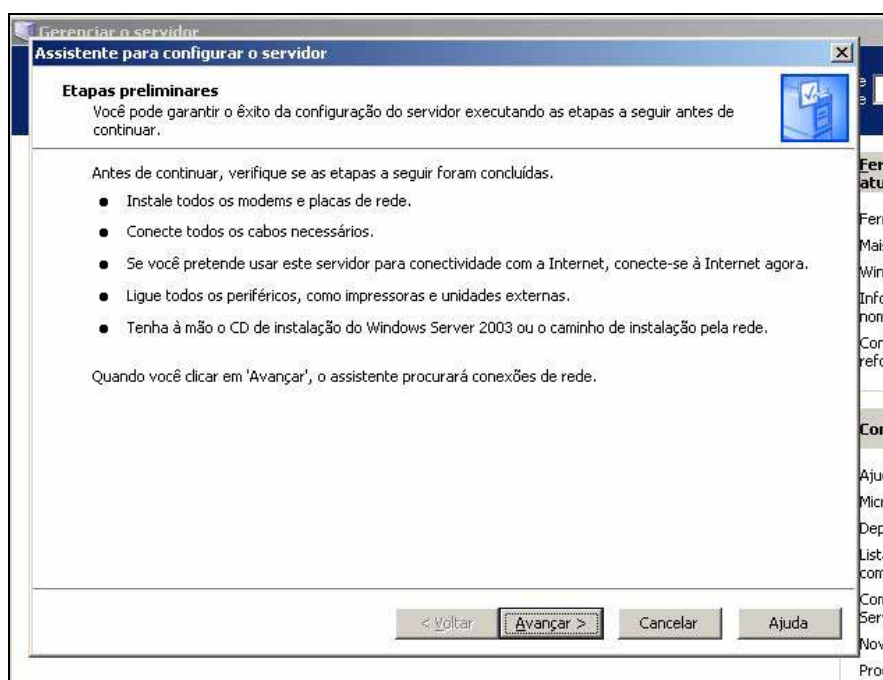 Gerenciar o servidor
Assistente para configurar o servidor
Etapas preliminares
Você pode garantir o êxito da configuração do servidor executando as etapas a seguir antes de
continuar.
Antes de continuar, verifique se as etapas a seguir foram concluídas.
● Instale todos os modems e placas de rede.
● Conecte todos os cabos necessários.
● Se você pretende usar este servidor para conectividade com a Internet, conecte-se à Internet agora.
● Ligue todos os periféricos, como impressoras e unidades externas.
● Tenha à mão o CD de instalação do Windows Server 2003 ou o caminho de instalação pela rede.
Quando você clicar em 'Avançar', o assistente procurará conexões de rede.
< Voltar
Avançar >
Cancelar
Ajuda